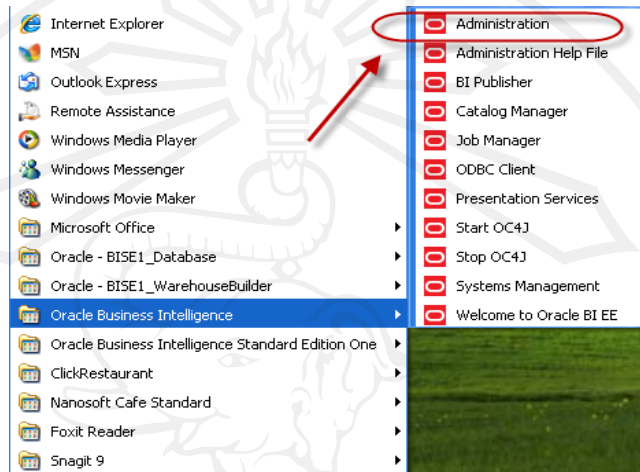 Internet Explorer
MSN
Outlook Express
Remote Assistance
Windows Media Player
Windows Messenger
Windows Movie Maker
Microsoft Office
Oracle - BISE1_Database
Oracle - BISE1_WarehouseBuilder
Oracle Business Intelligence
Oracle Business Intelligence Standard Edition One
ClickRestaurant
Nanosoft Cafe Standard
Foxit Reader
Snagit 9
Administration
Administration Help File
BI Publisher
Catalog Manager
Job Manager
ODBC Client
Presentation Services
Start OC4J
Stop OC4J
Systems Management
Welcome to Oracle BI EE